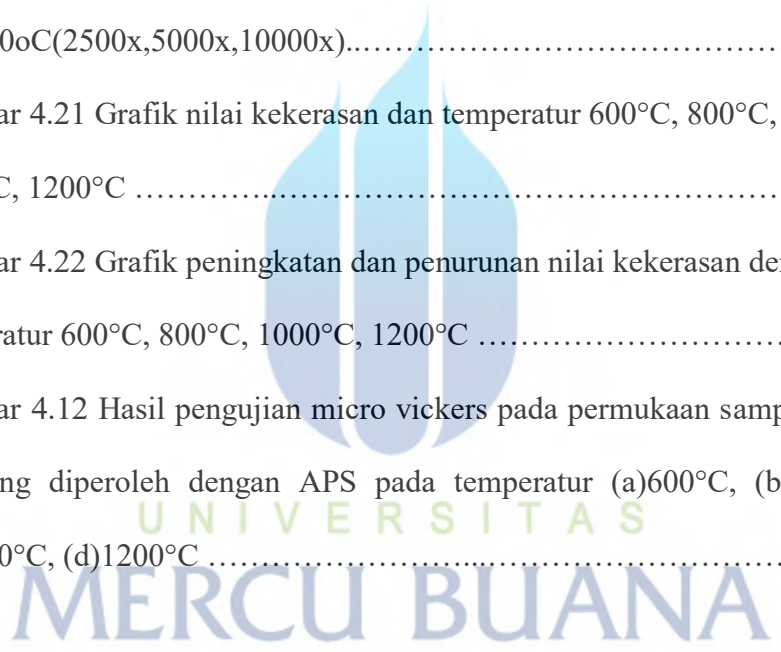 0oC(2500x,5000x,10000x)..……………………………………
ar 4.21 Grafik nilai kekerasan dan temperatur 600°C, 800°C,
C, 1200°C …………..……………………………………………
ar 4.22 Grafik peningkatan dan penurunan nilai kekerasan de
ratur 600°C, 800°C, 1000°C, 1200°C …………………………
ar 4.12 Hasil pengujian micro vickers pada permukaan samp
ng diperoleh dengan APS pada temperatur (a)600°C, (b
UNIVERSITAS
0°C, (d)1200°C ……………………...…………………………
MERCU BUANA